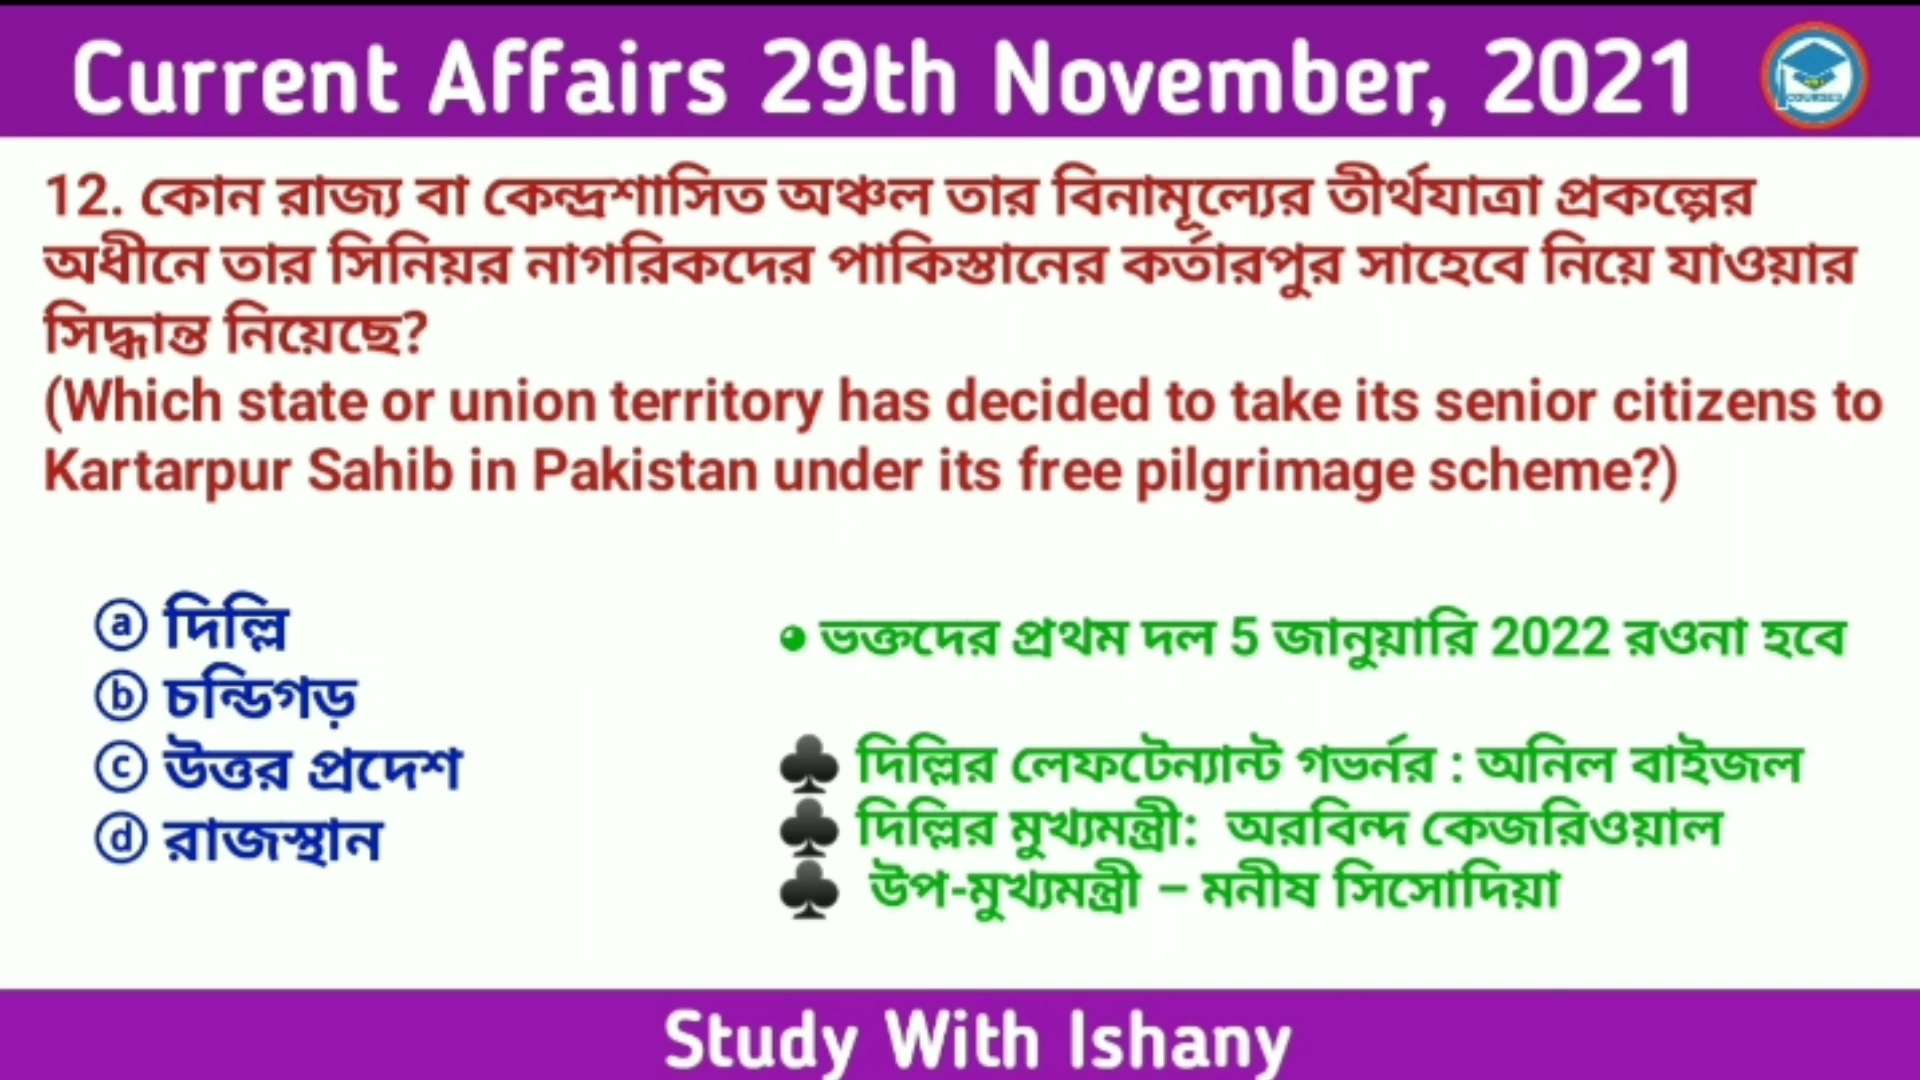 Current Affairs 29th November, 2021
COURSES
12. কোন রাজ্য বা কেন্দ্রশাসিত অঞ্চল তার বিনামূল্যের তীর্থযাত্রা প্রকল্পের
অধীনে তার সিনিয়র নাগরিকদের পাকিস্তানের কর্তারপুর সাহেবে নিয়ে যাওয়ার
সিদ্ধান্ত নিয়েছে?
(Which state or union territory has decided to take its senior citizens to
Kartarpur Sahib in Pakistan under its free pilgrimage scheme?)
ⓐ দিল্লি
ⓑ চন্ডিগড়
ⓒ উত্তর প্রদেশ
ⓓ রাজস্থান
ভক্তদের প্রথম দল 5 জানুয়ারি 2022 রওনা হবে
♣ দিল্লির লেফটেন্যান্ট গভর্নর : অনিল বাইজল
♣ দিল্লির মুখ্যমন্ত্রী: অরবিন্দ কেজরিওয়াল
♣ উপ-মুখ্যমন্ত্রী – মনীষ সিসোদিয়া
Study With Ishany